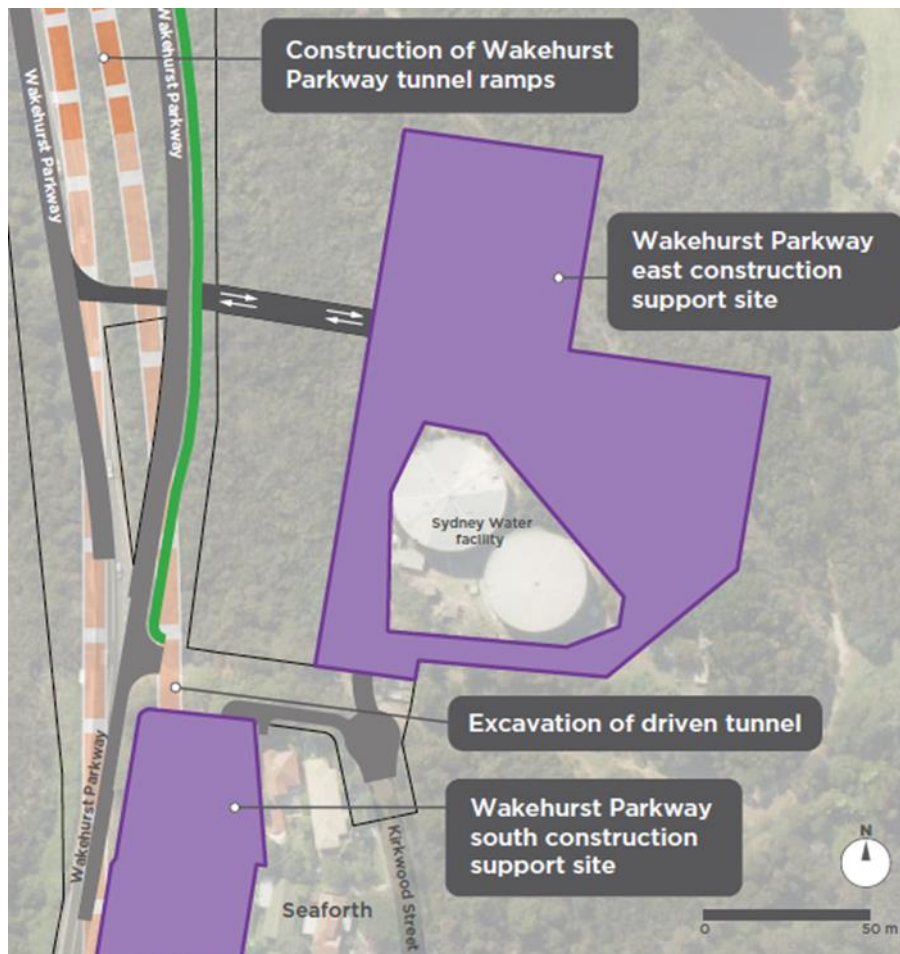 Construction of Wakehurst
Parkway tunnel ramps
Wakehurst Parkway
Wakehurst Parkway
Wakehurst Parkway
east construction
support site
Sydney Water
facility
Excavation of driven tunnel
Wakehurst Parkway
Wakehurst Parkway
south construction
support site
Kirkwood Street
Seaforth
N
0
50 m